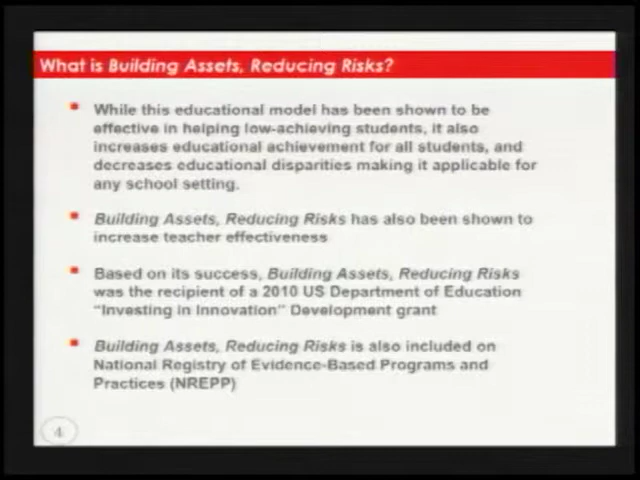 What is Building Assets, Reducing Risks?
While this educational model has been shown to be
effective in helping low-achieving students, it also
increases educational achievement for all students, and
decreases educational disparities making it applicable for
any school setting.
Building Assets, Reducing Risks has also been shown to
increase teacher effectiveness
Based on its success, Building Assets, Reducing Risks
was the recipient of a 2010 US Department of Education
“Investing in Innovation” Development grant
Building Assets, Reducing Risks is also included on
National Registry of Evidence-Based Programs and
Practices (NREPP)
4